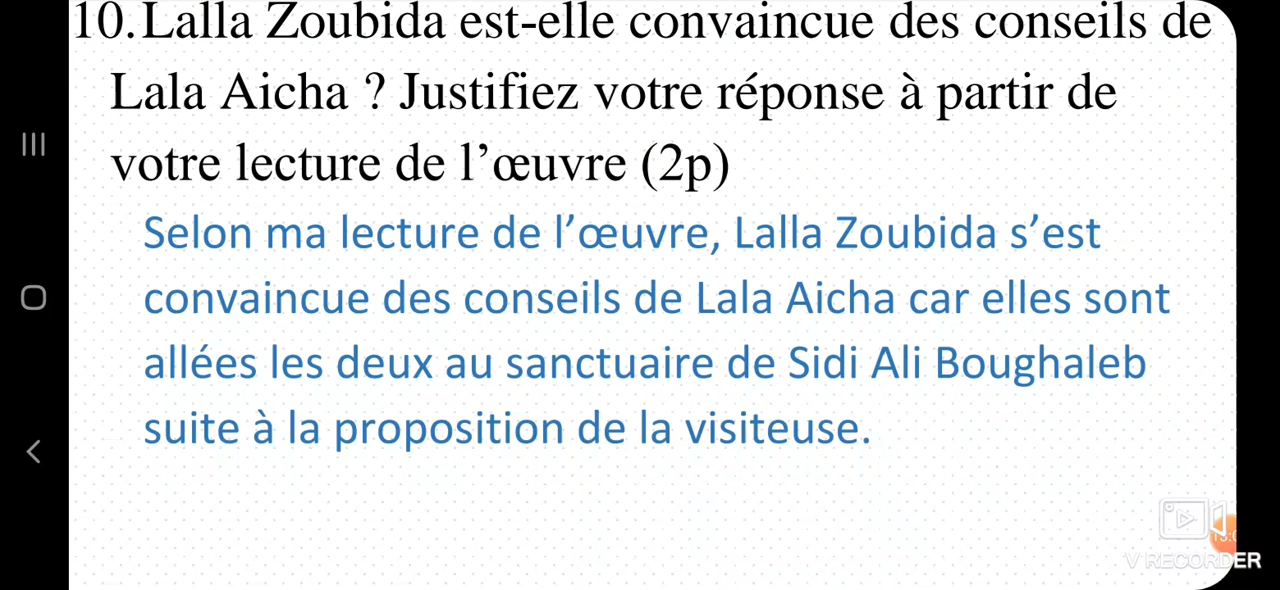 10. Lalla Zoubida est-elle convaincue des conseils de
Lala Aicha ? Justifiez votre réponse à partir de
votre lecture de l’œuvre (2p)
Selon ma lecture de l’œuvre, Lalla Zoubida s’est
convaincue des conseils de Lala Aicha car elles sont
allées les deux au sanctuaire de Sidi Ali Boughaleb
suite à la proposition de la visiteuse.
V RECORDER